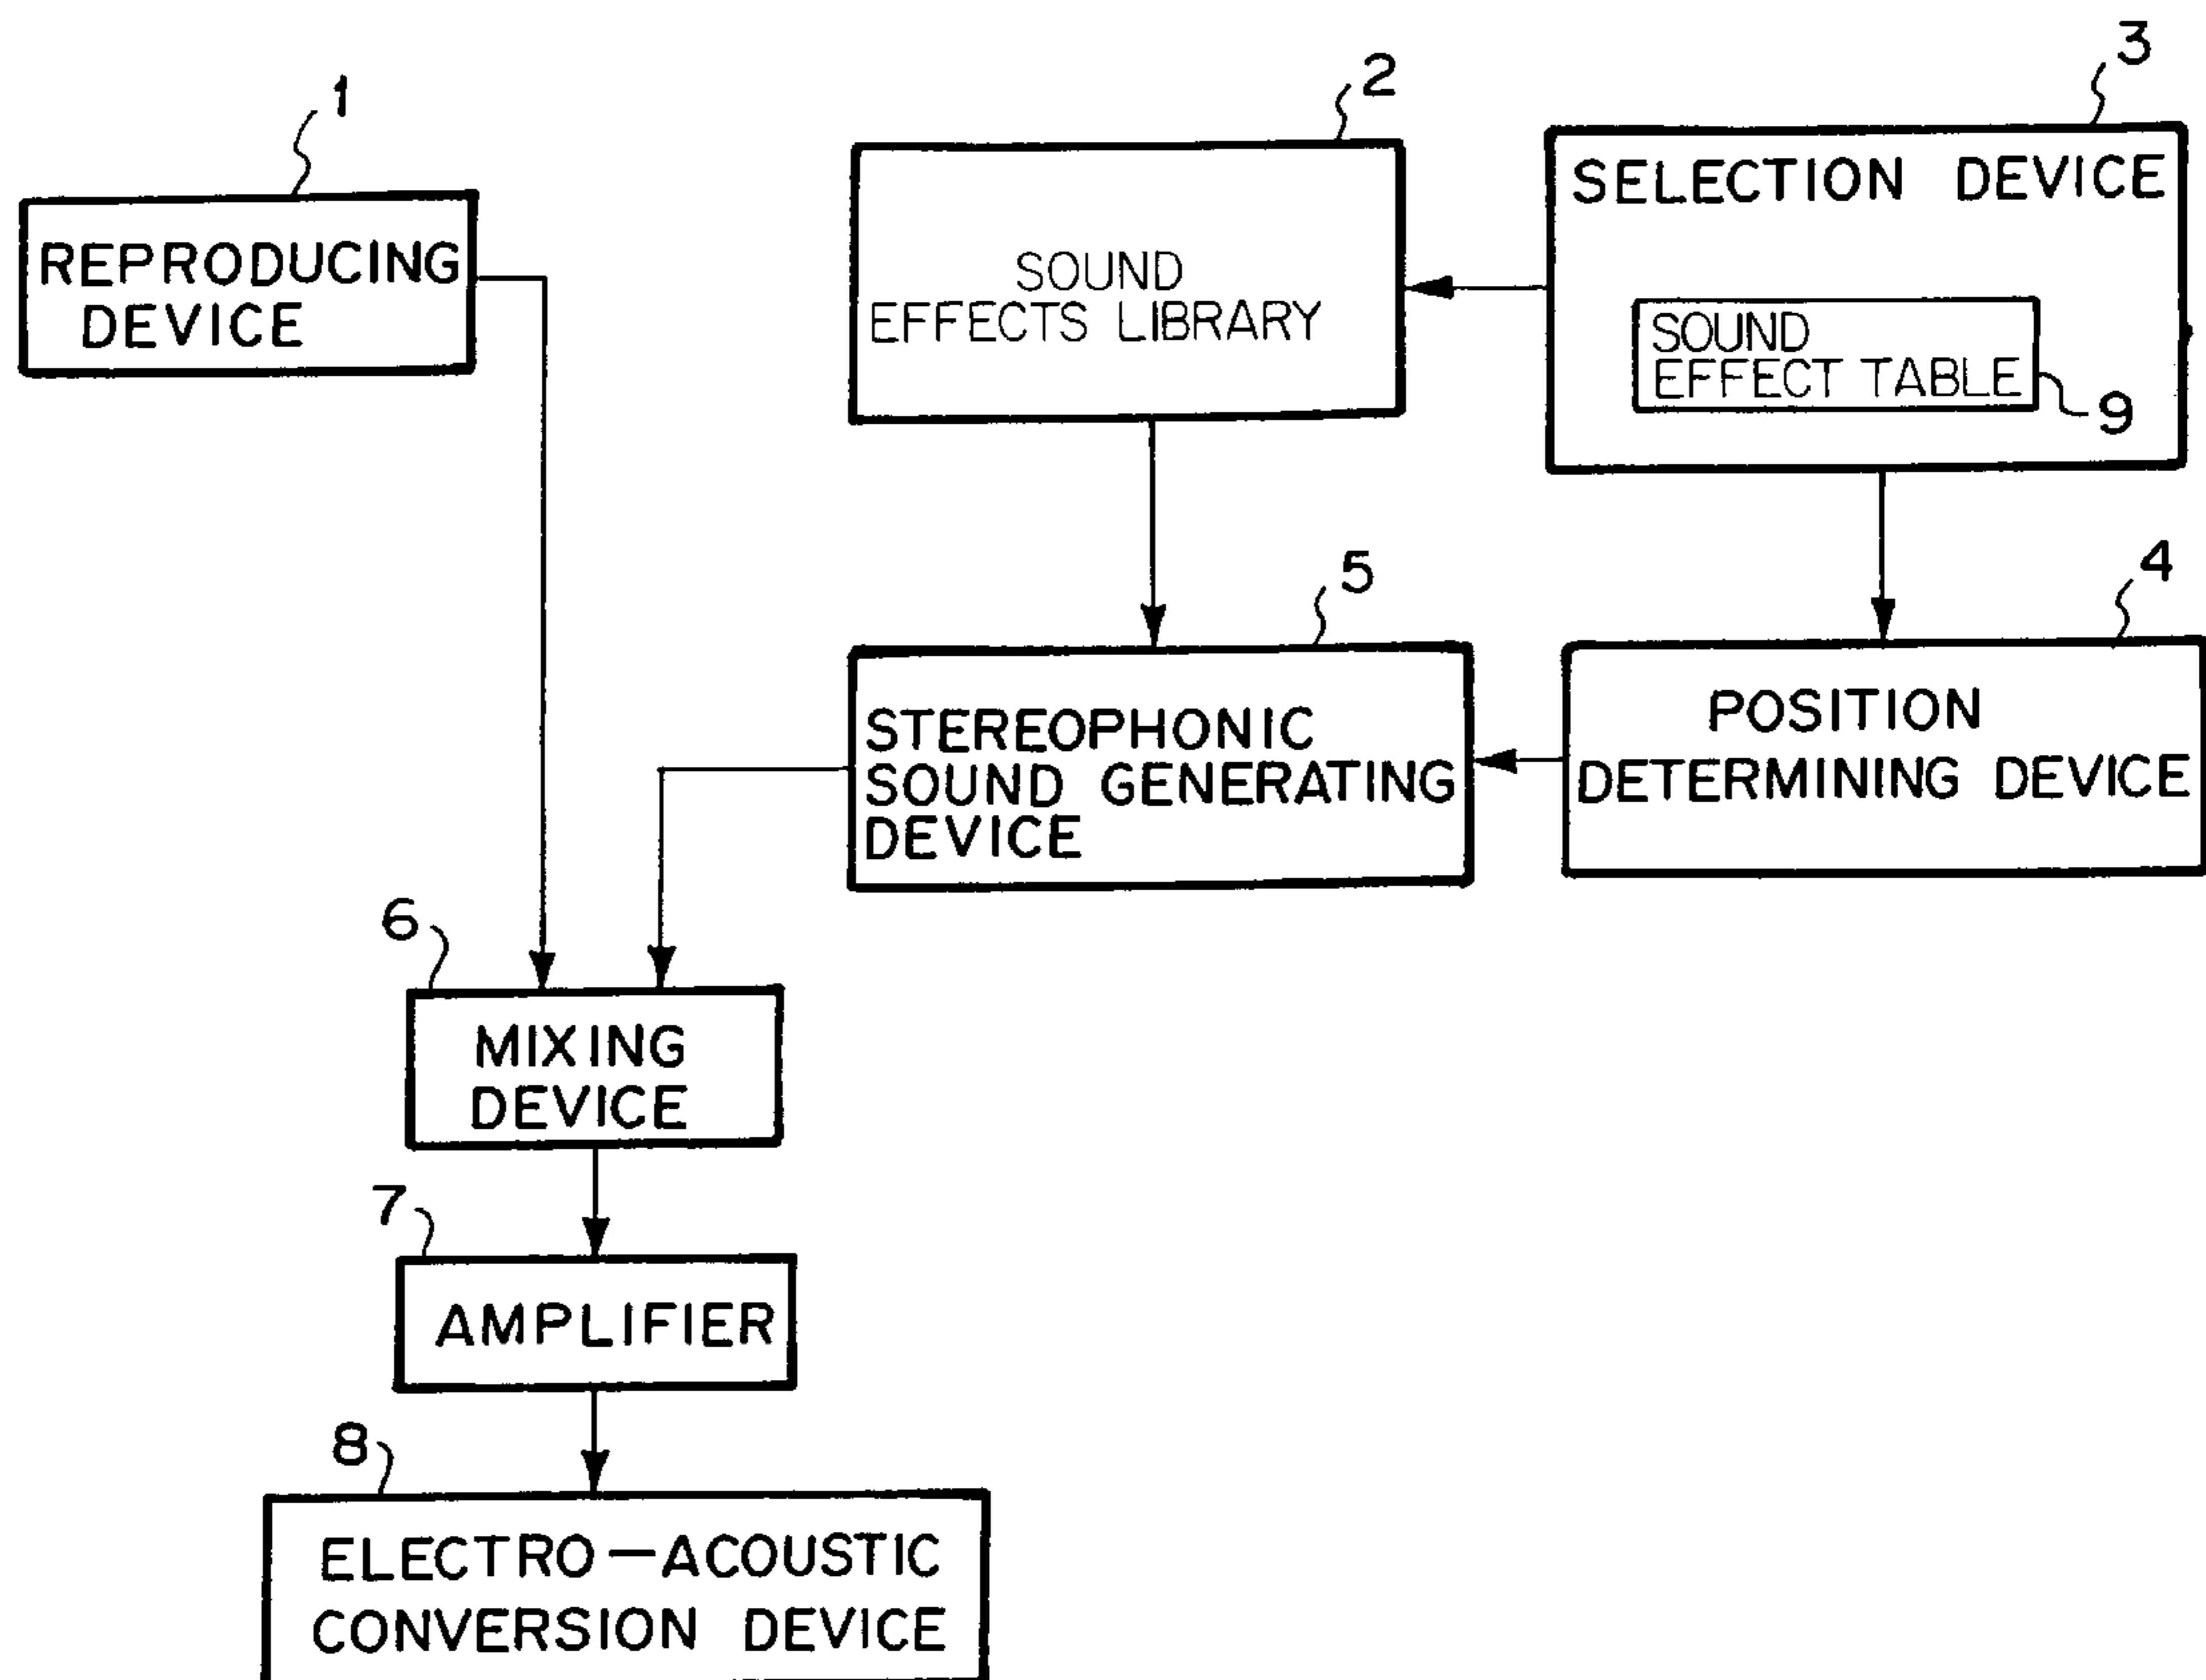 1
REPRODUCING
DEVICE
2
SOUND
EFFECTS LIBRARY
3
SELECTION DEVICE
SOUND
EFFECT TABLE
9
4
POSITION
DETERMINING DEVICE
5
STEREOPHONIC
SOUND GENERATING
DEVICE
6
MIXING
DEVICE
7
AMPLIFIER
8
ELECTRO—ACOUSTIC
CONVERSION DEVICE